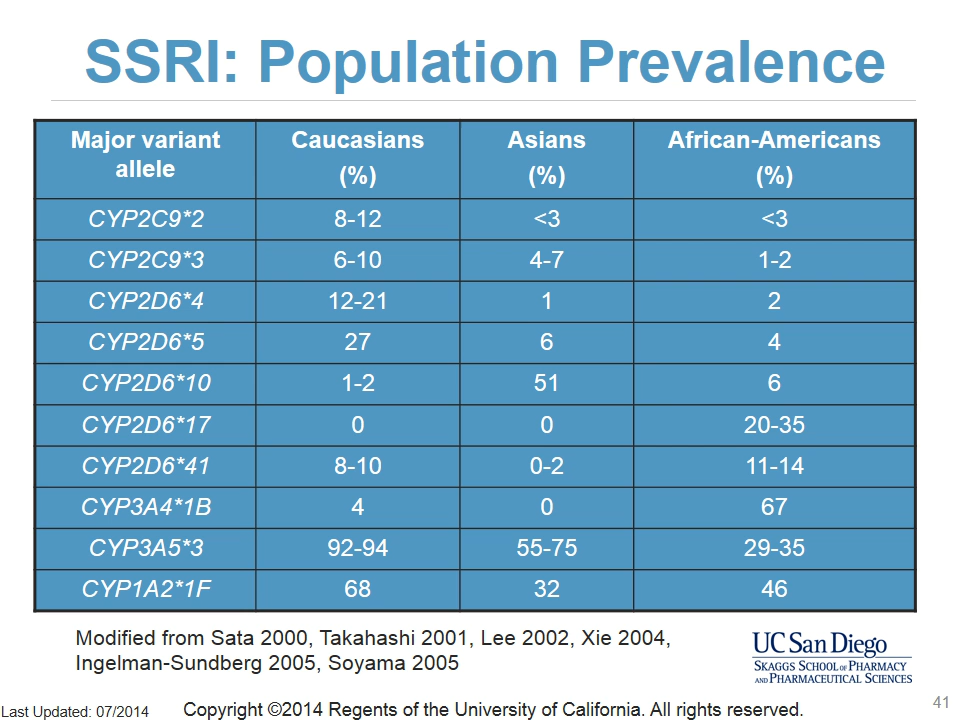 SSRI: Population Prevalence
Major variant allele Caucasians (%) Asians (%) African-Americans (%)
CYP2C9*2 8-12 <3 <3
CYP2C9*3 6-10 4-7 1-2
CYP2D6*4 12-21 1 2
CYP2D6*5 27 6 4
CYP2D6*10 1-2 51 6
CYP2D6*17 0 0 20-35
CYP2D6*41 8-10 0-2 11-14
CYP3A4*1B 4 0 67
CYP3A5*3 92-94 55-75 29-35
CYP1A2*1F 68 32 46
Modified from Sata 2000, Takahashi 2001, Lee 2002, Xie 2004,
Ingelman-Sundberg 2005, Soyama 2005
UC San Diego
SKAGGS SCHOOL OF PHARMACY
AND PHARMACEUTICAL SCIENCES
Last Updated: 07/2014
Copyright ©2014 Regents of the University of California. All rights reserved.
41